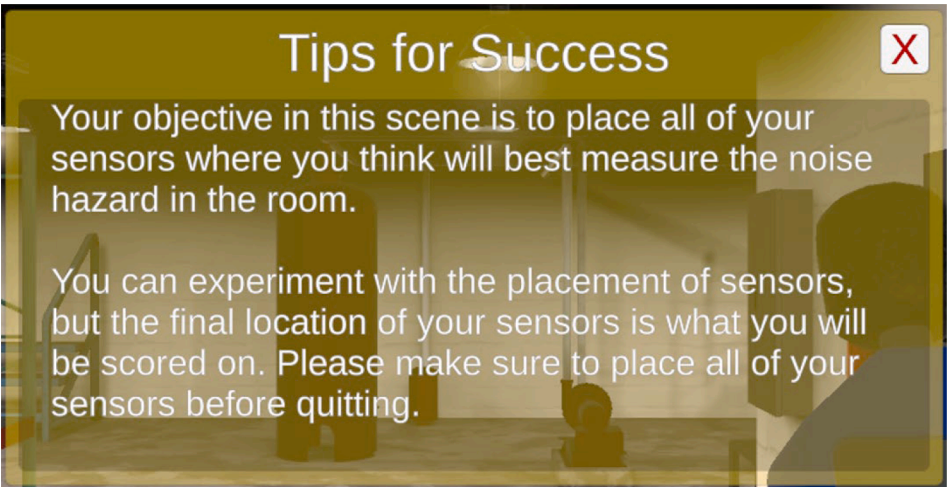 Tips for Success
X
Your objective in this scene is to place all of your
sensors where you think will best measure the noise
hazard in the room.
You can experiment with the placement of sensors,
but the final location of your sensors is what you will
be scored on. Please make sure to place all of your
sensors before quitting.